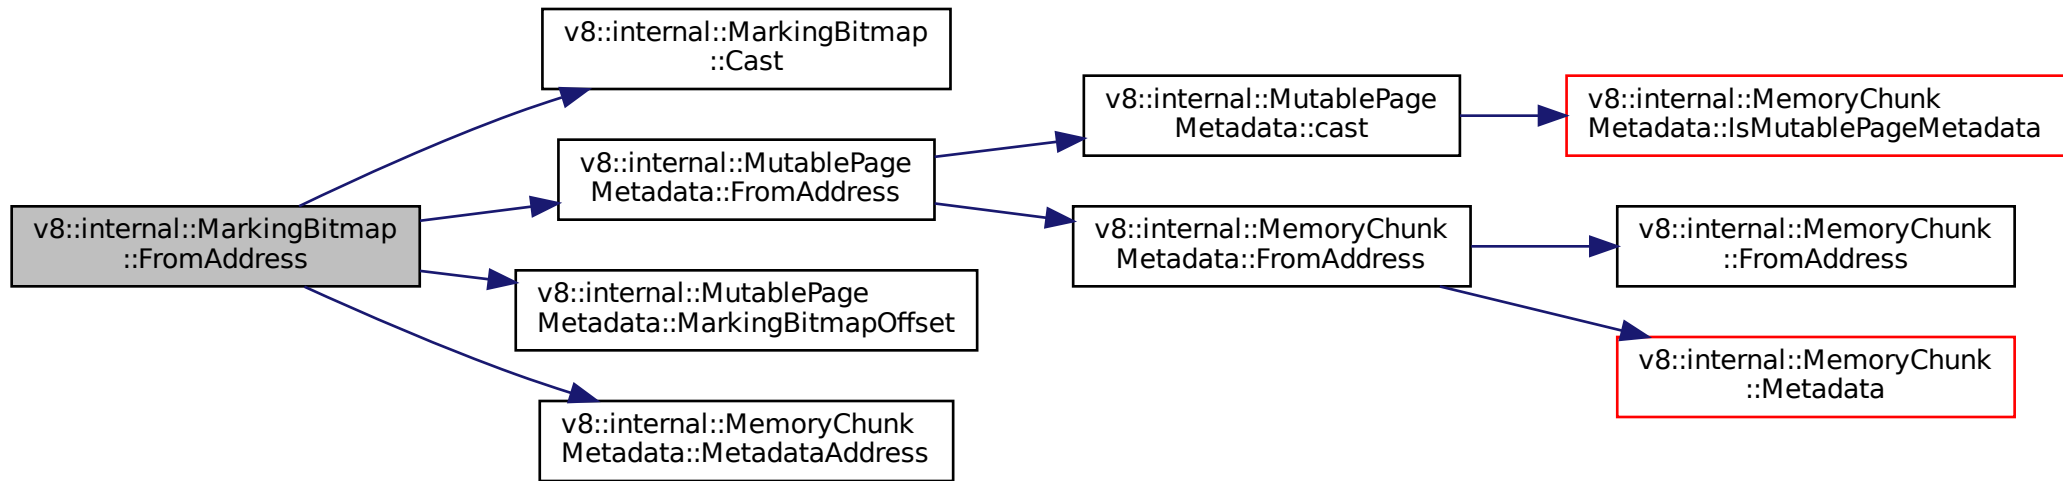 v8::internal::MarkingBitmap
::FromAddress
v8::internal::MarkingBitmap
::Cast
v8::internal::MutablePage
Metadata::FromAddress
v8::internal::MutablePage
Metadata::MarkingBitmapOffset
v8::internal::MemoryChunk
Metadata::MetadataAddress
v8::internal::MutablePage
Metadata::cast
v8::internal::MemoryChunk
Metadata::FromAddress
v8::internal::MemoryChunk
Metadata::IsMutablePageMetadata
v8::internal::MemoryChunk
::FromAddress
v8::internal::MemoryChunk
::Metadata